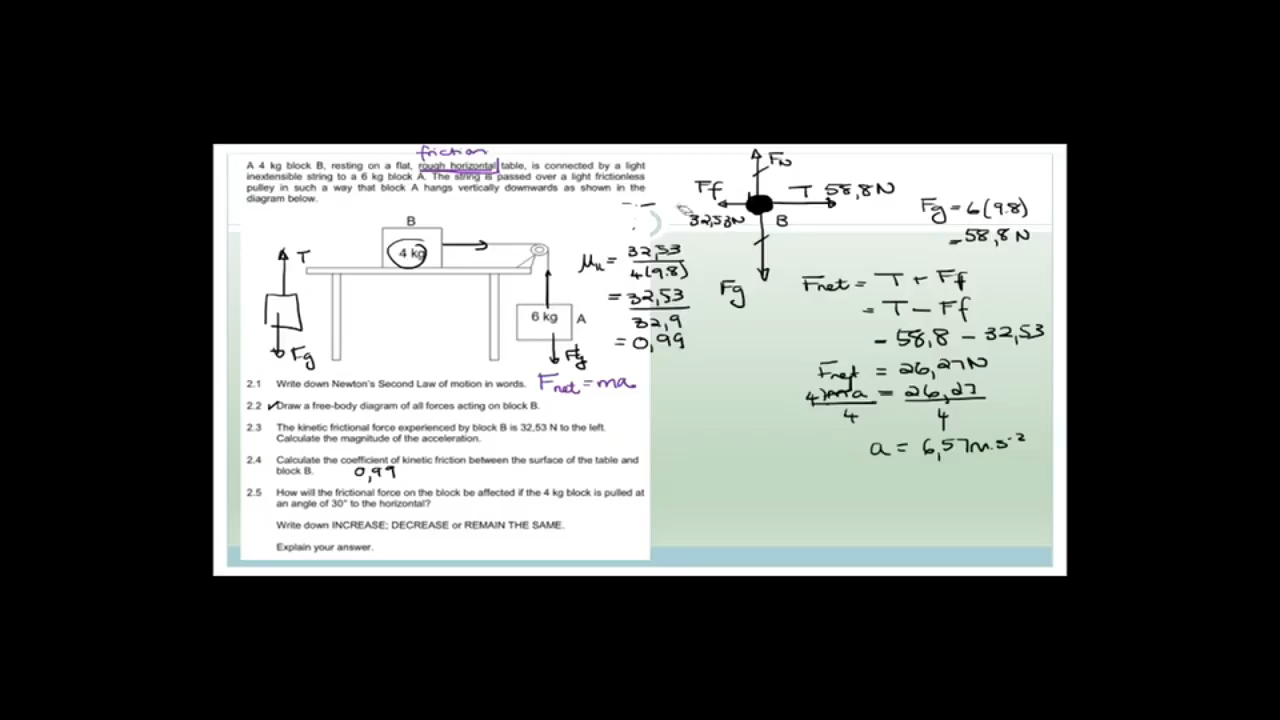 friction
A 4 kg block B, resting on a flat, rough horizontal table, is connected by a light
inextensible string to a 6 kg block A. The string is passed over a light frictionless
pulley in such a way that block A hangs vertically downwards as shown in the
diagram below.
B
4 kg
T
Fg
6 kg A
Fg
μk = 32,53
4(9.8)
= 32,53
32,9
= 0,99
2.1 Write down Newton's Second Law of motion in words. Fnet = ma
2.2 Draw a free-body diagram of all forces acting on block B.
2.3 The kinetic frictional force experienced by block B is 32,53 N to the left.
Calculate the magnitude of the acceleration.
2.4 Calculate the coefficient of kinetic friction between the surface of the table and
block B. 0,99
2.5 How will the frictional force on the block be affected if the 4 kg block is pulled at
an angle of 30° to the horizontal?
Write down INCREASE; DECREASE or REMAIN THE SAME.
Explain your answer.
FN
Ff T 58,8N
32,53N B
Fg
Fg = 6(9.8)
= 58,8 N
Fnet = T + Ff
= T - Ff
= 58,8 - 32,53
Fnet = 26,27N
ma = 26,27
4 4
a = 6,57m.s-2